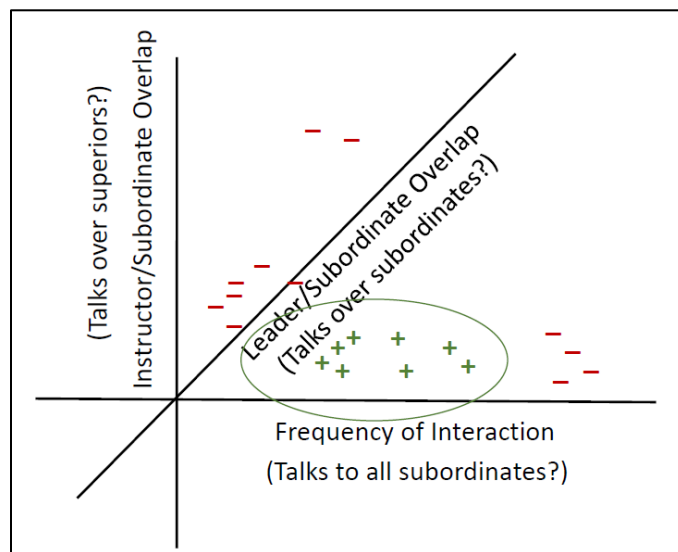 (Talks over superiors?)
Instructor/Subordinate Overlap
Leader/Subordinate Overlap
(Talks over subordinates?)
Frequency of Interaction
(Talks to all subordinates?)